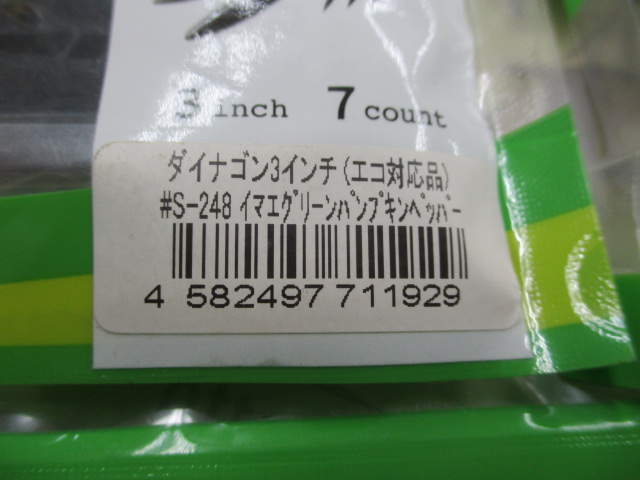 3 inch 7 count
ダイナゴン3インチ(エコ対応品)
#S-248 ｲﾏｴｸﾞﾘｰﾝﾊﾟﾝﾌﾟｷﾝﾍﾟｯﾊﾟｰ
4 582497 711929